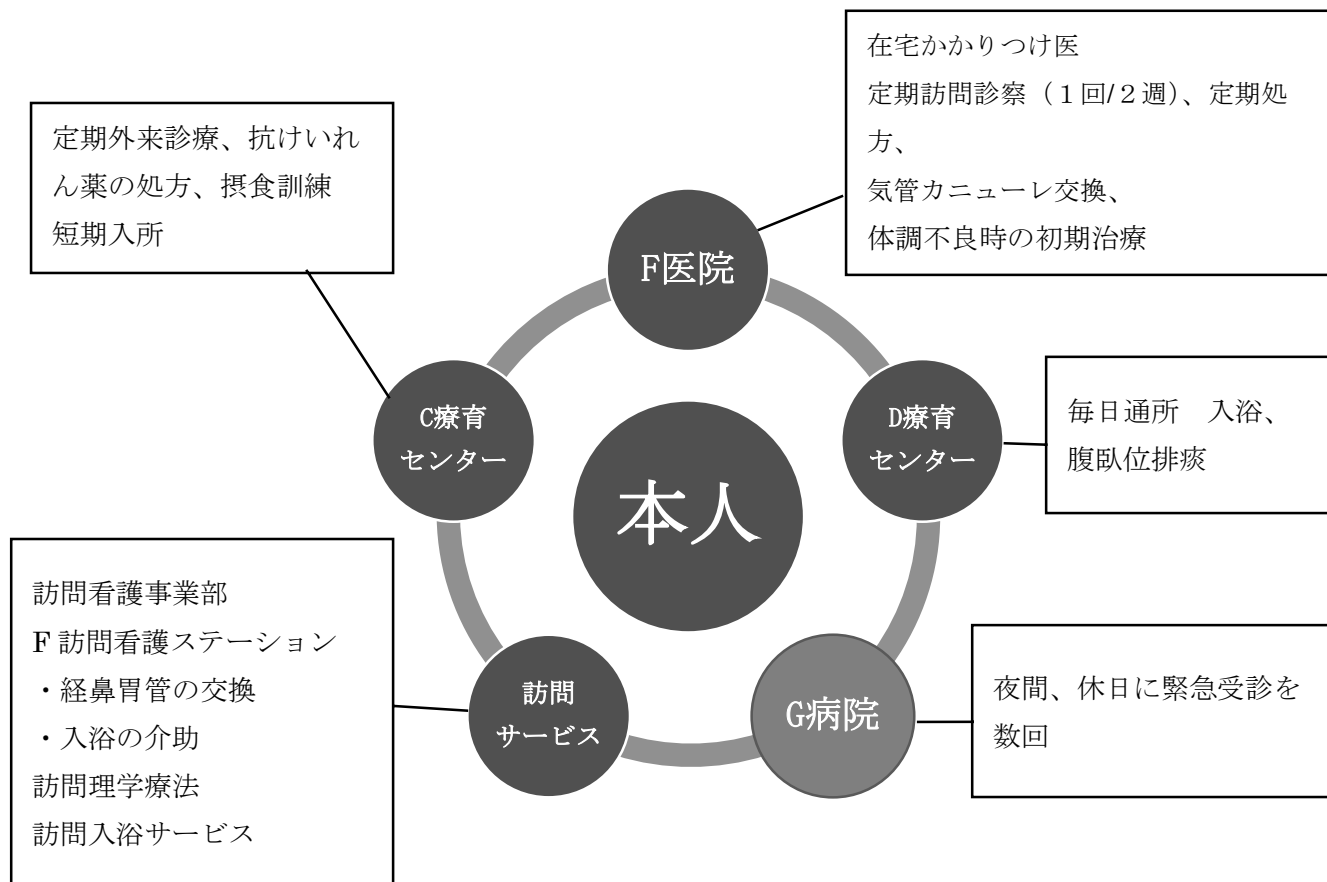 在宅かかりつけ医
定期訪問診察（１回/２週）、定期処
方、
気管カニューレ交換、
体調不良時の初期治療
定期外来診療、抗けいれ
ん薬の処方、摂食訓練
短期入所
F医院
C療育
センター
D療育
センター
毎日通所　入浴、
腹臥位排痰
本人
訪問看護事業部
F訪問看護ステーション
・経鼻胃管の交換
・入浴の介助
訪問理学療法
訪問入浴サービス
訪問
サービス
G病院
夜間、休日に緊急受診を
数回